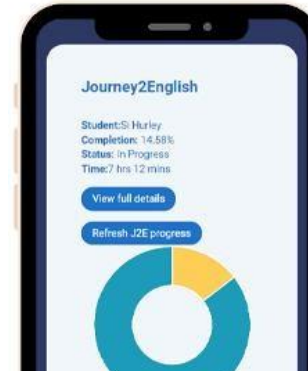 Journey2English
Student:Si Hurley
Completion: 14.58%
Status: In Progress
Time:7 hrs 12 mins
View full details
Refresh J2E progress